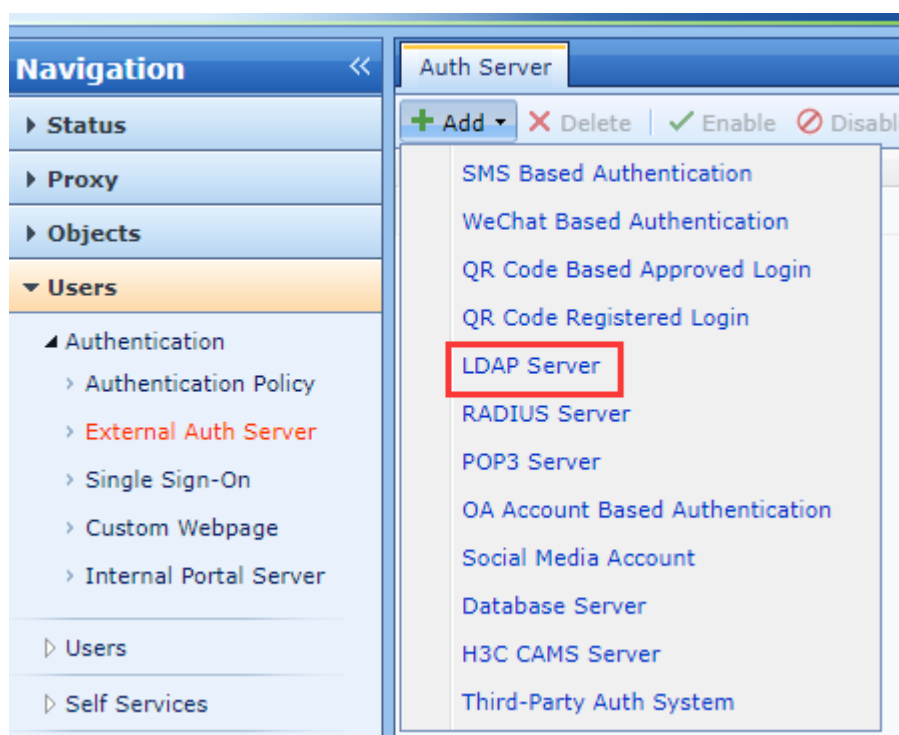 Navigation
Status
Proxy
Objects
Users
Authentication
Authentication Policy
External Auth Server
Single Sign-On
Custom Webpage
Internal Portal Server
Users
Self Services
Auth Server
Add Delete Enable Disabl
SMS Based Authentication
WeChat Based Authentication
QR Code Based Approved Login
QR Code Registered Login
LDAP Server
RADIUS Server
POP3 Server
OA Account Based Authentication
Social Media Account
Database Server
H3C CAMS Server
Third-Party Auth System